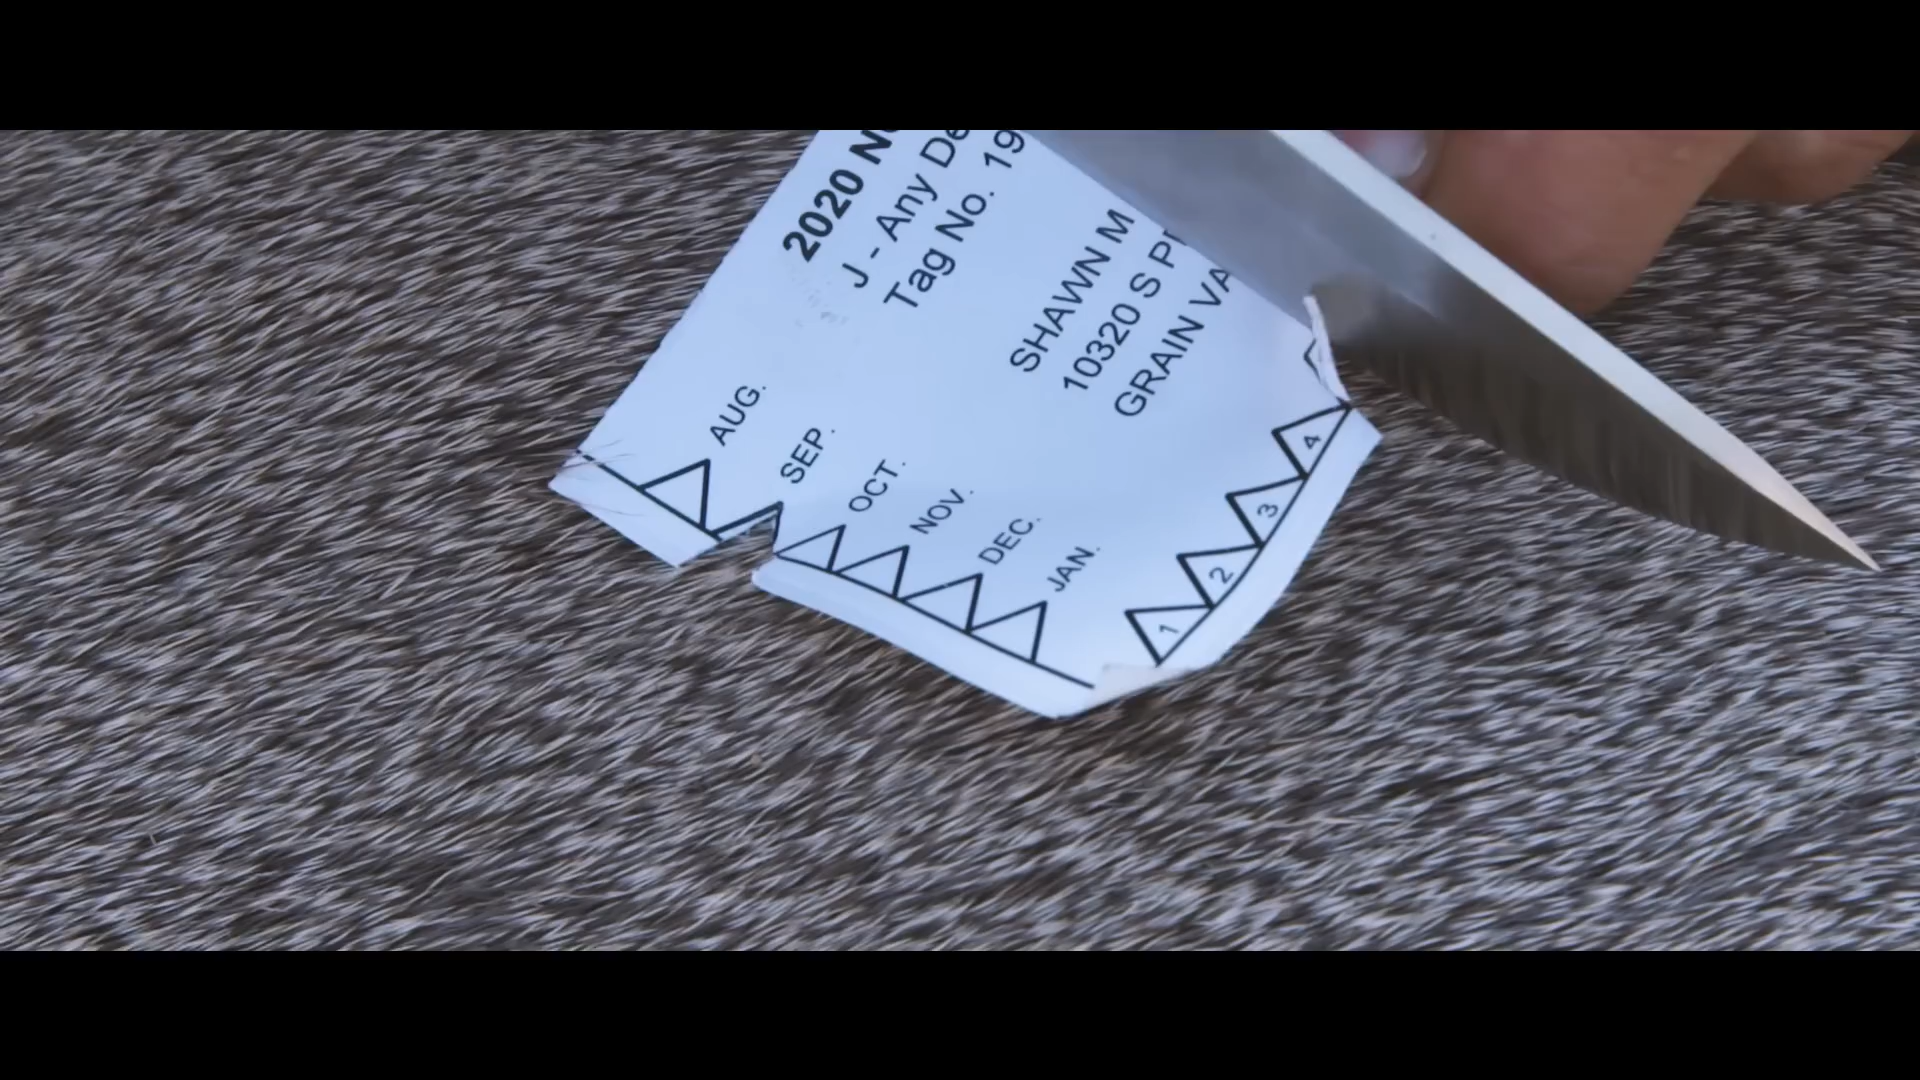 2020
J - Any
Tag No. 19
SHAWN M
10320 S
GRAIN
AUG.
SEP.
OCT.
NOV.
DEC.
JAN.
1
2
3
4